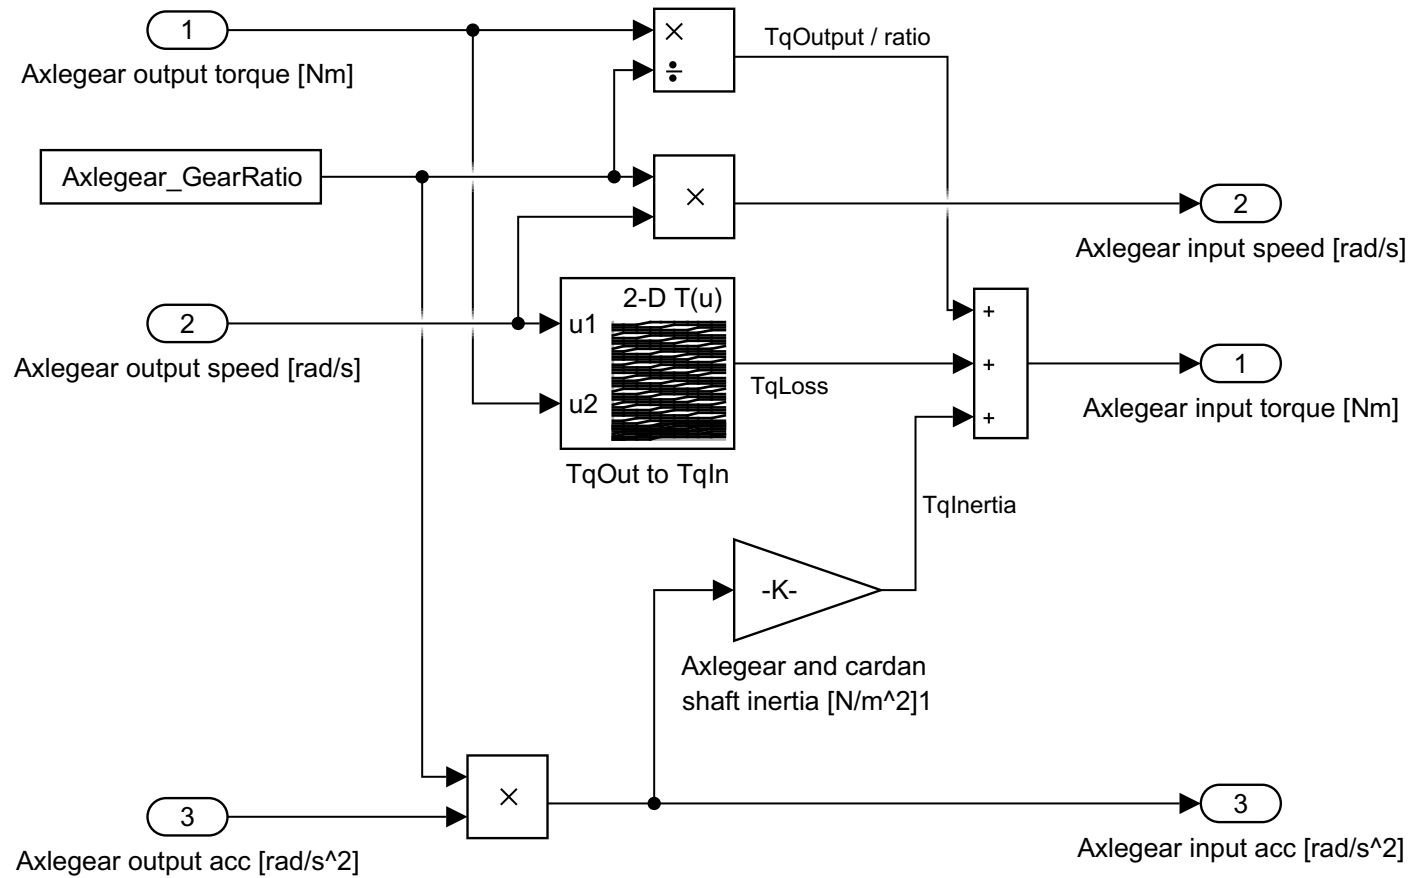 1
Axlegear output torque [Nm]
×
÷
TqOutput / ratio
Axlegear_GearRatio
×
2
Axlegear input speed [rad/s]
2
Axlegear output speed [rad/s]
2-D T(u)
u1
u2
TqOut to TqIn
TqLoss
+
+
+
1
Axlegear input torque [Nm]
TqInertia
-K-
Axlegear and cardan
shaft inertia [N/m^2]1
3
Axlegear output acc [rad/s^2]
×
3
Axlegear input acc [rad/s^2]